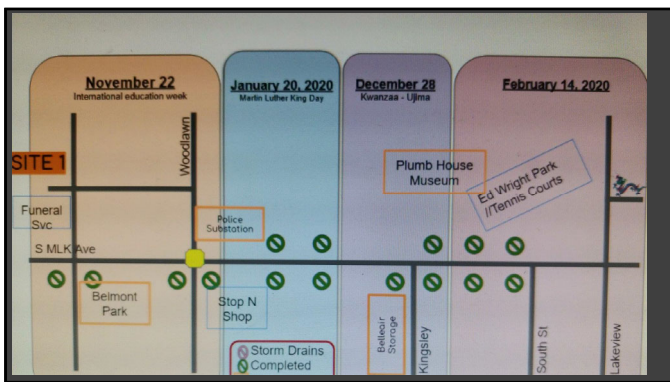 November 22
International education week
January 20, 2020
Martin Luther King Day
December 28
Kwanzaa - Ujima
February 14, 2020
SITE 1
Woodlawn
Plumb House
Museum
Ed Wright Park
//Tennis Courts
Funeral
Svc
Police
Substation
S MLK Ave
Belmont
Park
Stop N
Shop
Belleair
Storage
Kingsley
South St
Lakeview
Storm Drains
Completed